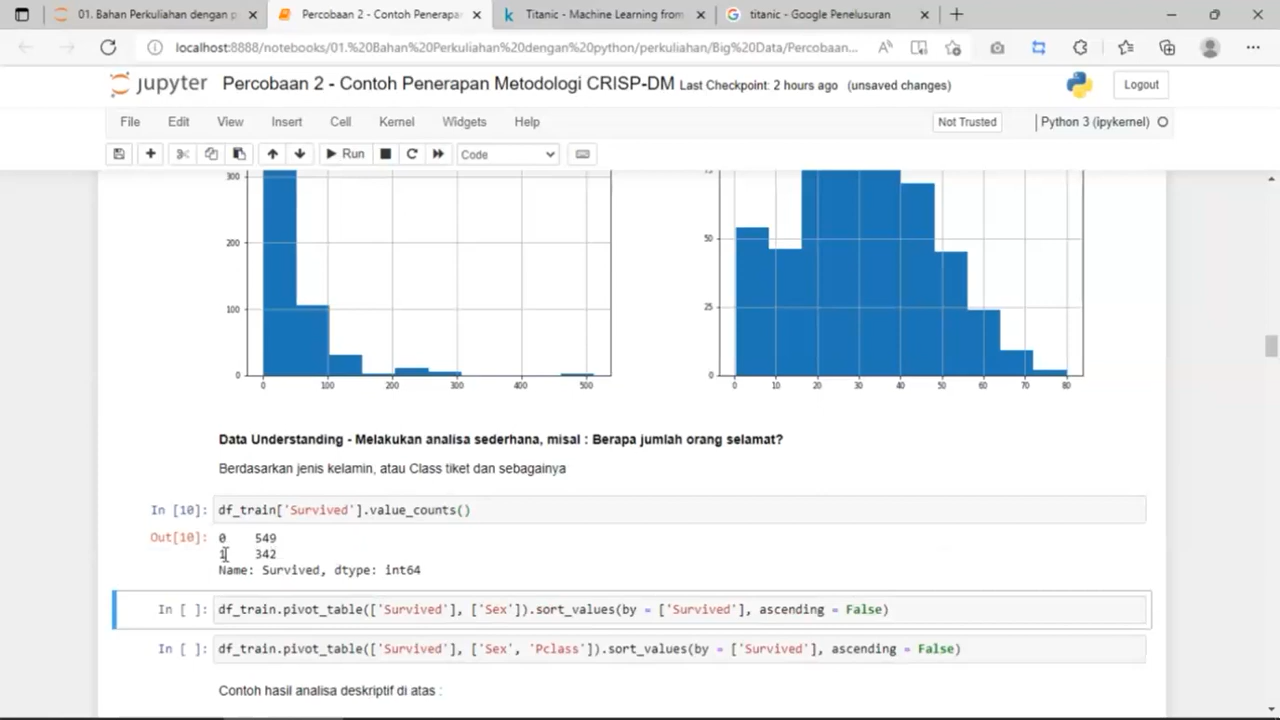 01. Bahan Perkuliahan dengan p
Percobaan 2 - Contoh Penerapa
Titanic - Machine Learning from
titanic - Google Penelusuran
localhost:8888/notebooks/01.%20Bahan%20Perkuliahan%20dengan%20python/perkuliahan/Big%20Data/Percobaan...
jupyter Percobaan 2 - Contoh Penerapan Metodologi CRISP-DM Last Checkpoint: 2 hours ago (unsaved changes)
Logout
File Edit View Insert Cell Kernel Widgets Help
Not Trusted
Python 3 (ipykernel)
Run
Code
300
200
100
0
0 100 200 300 400 500
50
25
0
0 10 20 30 40 50 60 70 80
Data Understanding - Melakukan analisa sederhana, misal : Berapa jumlah orang selamat?
Berdasarkan jenis kelamin, atau Class tiket dan sebagainya
In [10]: df_train['Survived'].value_counts()
Out[10]: 0 549
1 342
Name: Survived, dtype: int64
In [ ]: df_train.pivot_table(['Survived'], ['Sex']).sort_values(by = ['Survived'], ascending = False)
In [ ]: df_train.pivot_table(['Survived'], ['Sex', 'Pclass']).sort_values(by = ['Survived'], ascending = False)
Contoh hasil analisa deskriptif di atas :